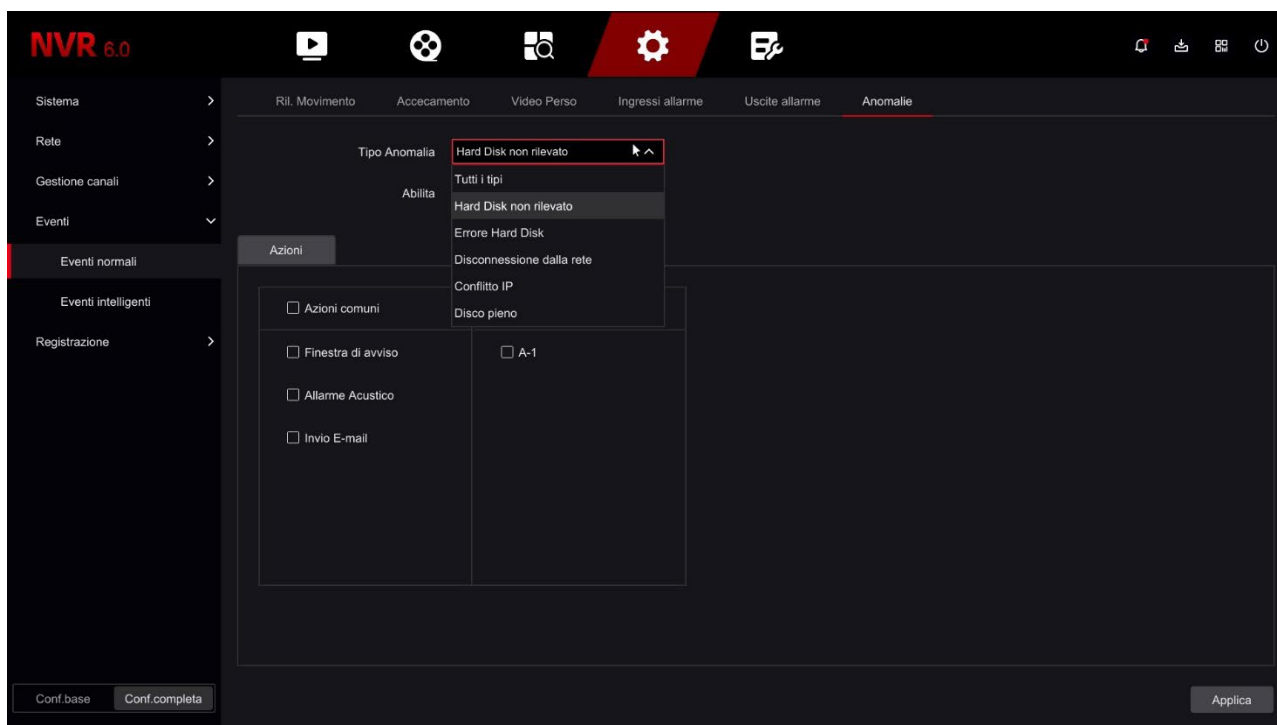 NVR 6.0
Sistema
Rete
Gestione canali
Eventi
Eventi normali
Eventi intelligenti
Registrazione
Conf.base Conf.completa
Ril. Movimento Accecamento Video Perso Ingressi allarme Uscite allarme Anomalie
Tipo Anomalia Hard Disk non rilevato
Tutti i tipi
Abilita
Hard Disk non rilevato
Errore Hard Disk
Disconnessione dalla rete
Conflitto IP
Disco pieno
Azioni
Azioni comuni
Finestra di avviso A-1
Allarme Acustico
Invio E-mail
Applica